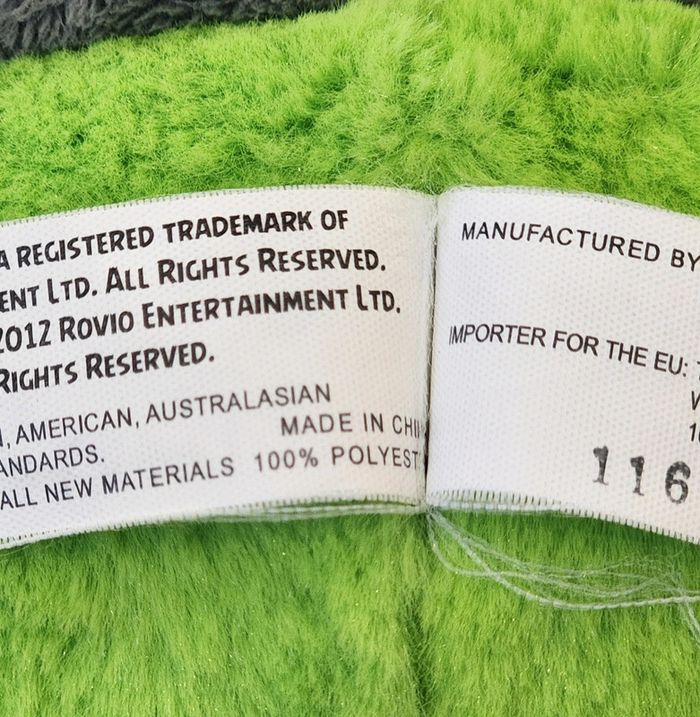 A REGISTERED TRADEMARK OF
ENT LTD. ALL RIGHTS RESERVED.
2012 ROVIO ENTERTAINMENT LTD.
RIGHTS RESERVED.
, AMERICAN, AUSTRALASIAN
ANDARDS.
MADE IN CHI
ALL NEW MATERIALS 100% POLYEST
MANUFACTURED BY
IMPORTER FOR THE EU:
116